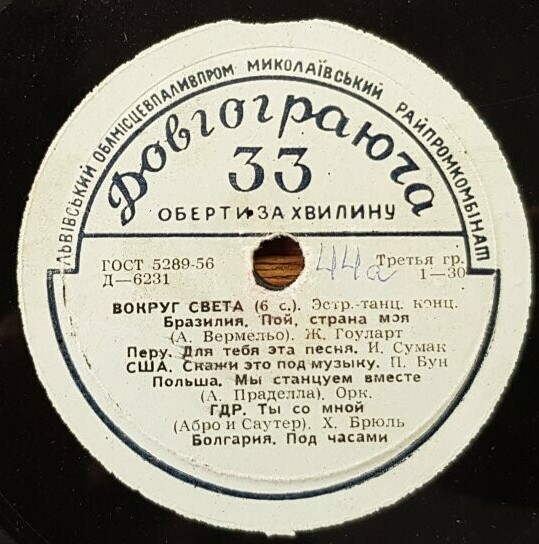 ЛЬВІВСЬКИЙ ОБЛМІСЦЕВПАЛИВПРОМ МИКОЛАЇВСЬКИЙ РАЙПРОМКОМБІНАТ
Довгограюча
33
ОБЕРТИ ЗА ХВИЛИНУ
ГОСТ 5289-56
Д—6231
44а
Третья гр.
1—30
ВОКРУГ СВЕТА (6 с.). Эстр.-танц. конц.
Бразилия. Пой, страна моя
(А. Вермельо) Ж. Гоуларт
Перу. Для тебя эта песня. И. Сумак
США. Скажи это под музыку. П. Бун
Польша. Мы станцуем вместе
(А. Праделла). Орк.
ГДР. Ты со мной
(Абро и Саутер). Х. Брюль
Болгария. Под часами